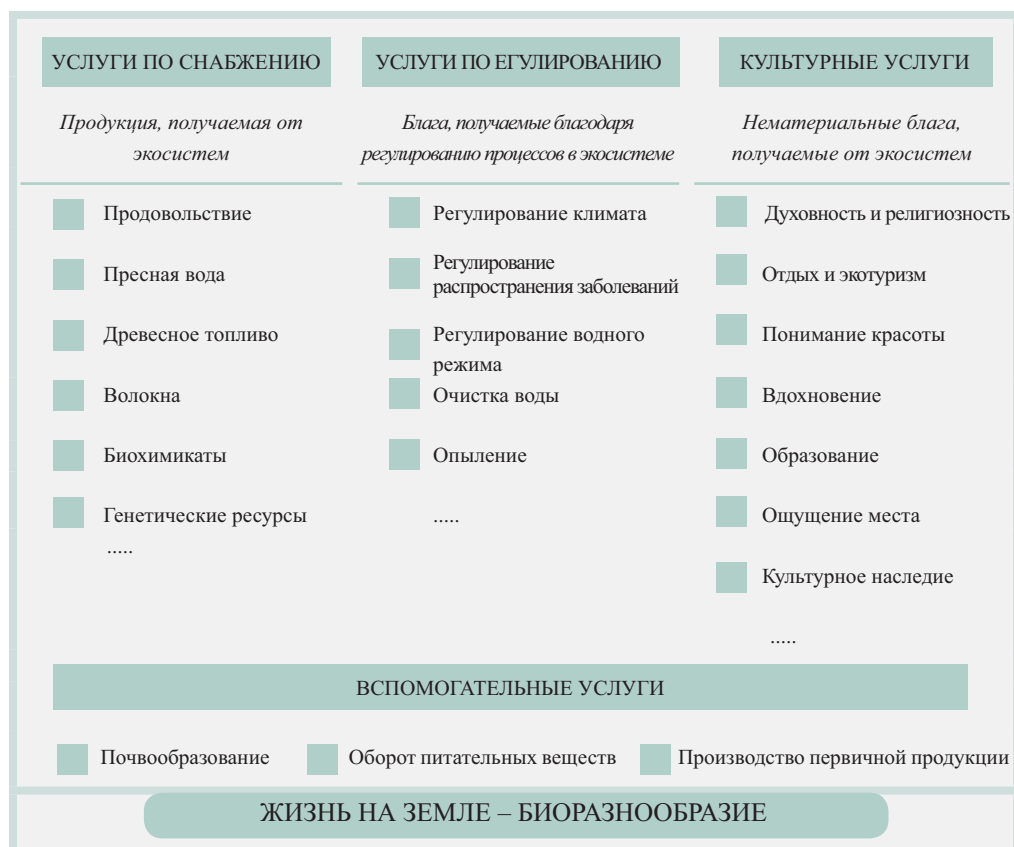 УСЛУГИ ПО СНАБЖЕНИЮ
Продукция, получаемая от
экосистем
Продовольствие
Пресная вода
Древесное топливо
Волокна
Биохимикаты
Генетические ресурсы
.....
УСЛУГИ ПО ЕГУЛИРОВАНИЮ
Блага, получаемые благодаря
регулированию процессов в экосистеме
Регулирование климата
Регулирование
распространения заболеваний
Регулирование водного
режима
Очистка воды
Опыление
.....
КУЛЬТУРНЫЕ УСЛУГИ
Нематериальные блага,
получаемые от экосистем
Духовность и религиозность
Отдых и экотуризм
Понимание красоты
Вдохновение
Образование
Ощущение места
Культурное наследие
.....
ВСПОМОГАТЕЛЬНЫЕ УСЛУГИ
Почвообразование
Оборот питательных веществ
Производство первичной продукции
ЖИЗНЬ НА ЗЕМЛЕ – БИОРАЗНООБРАЗИЕ